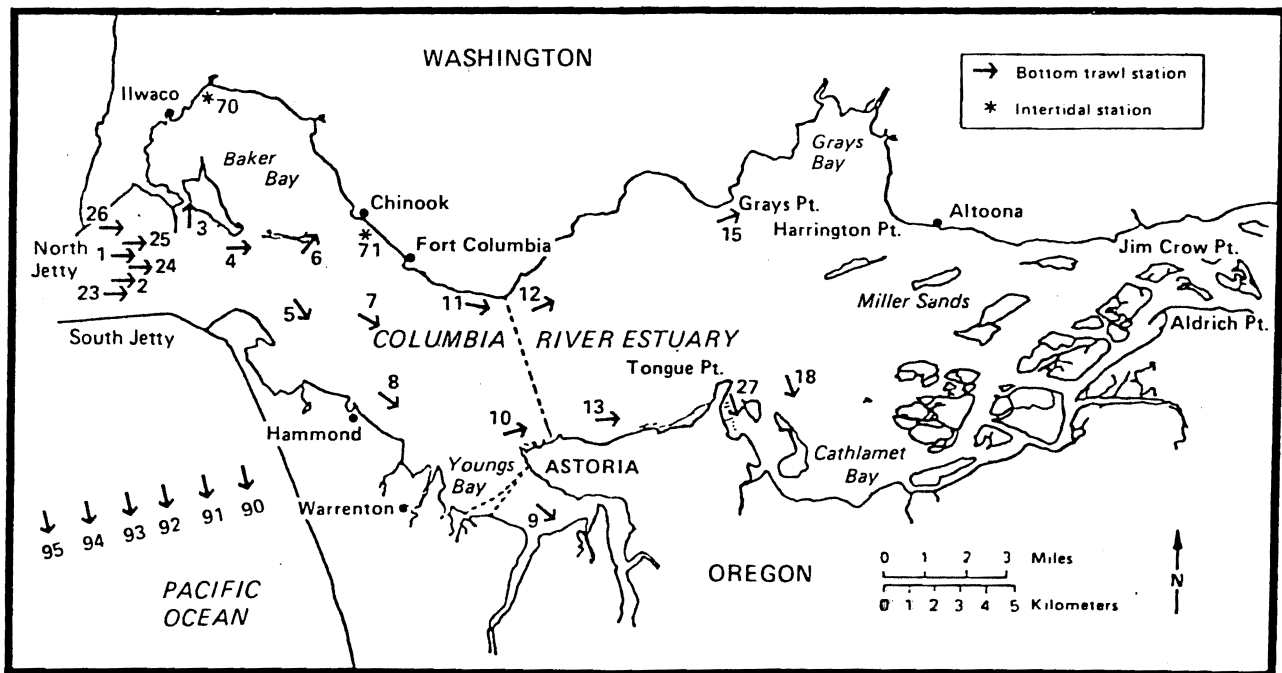 WASHINGTON
→ Bottom trawl station
* Intertidal station
Ilwaco
70
Baker
Bay
Grays
Bay
Chinook
71
Fort Columbia
Grays Pt.
15
Harrington Pt.
Altoona
Jim Crow Pt.
Aldrich Pt.
Miller Sands
26
25
North
Jetty
1
24
2
23
3
4
6
5
7
11
12
South Jetty
COLUMBIA RIVER ESTUARY
Tongue Pt.
8
10
13
27
18
Hammond
Youngs
Bay
ASTORIA
Cathlamet
Bay
Warrenton
9
95
94
93
92
91
90
PACIFIC
OCEAN
OREGON
0 1 2 3 Miles
0 1 2 3 4 5 Kilometers
N